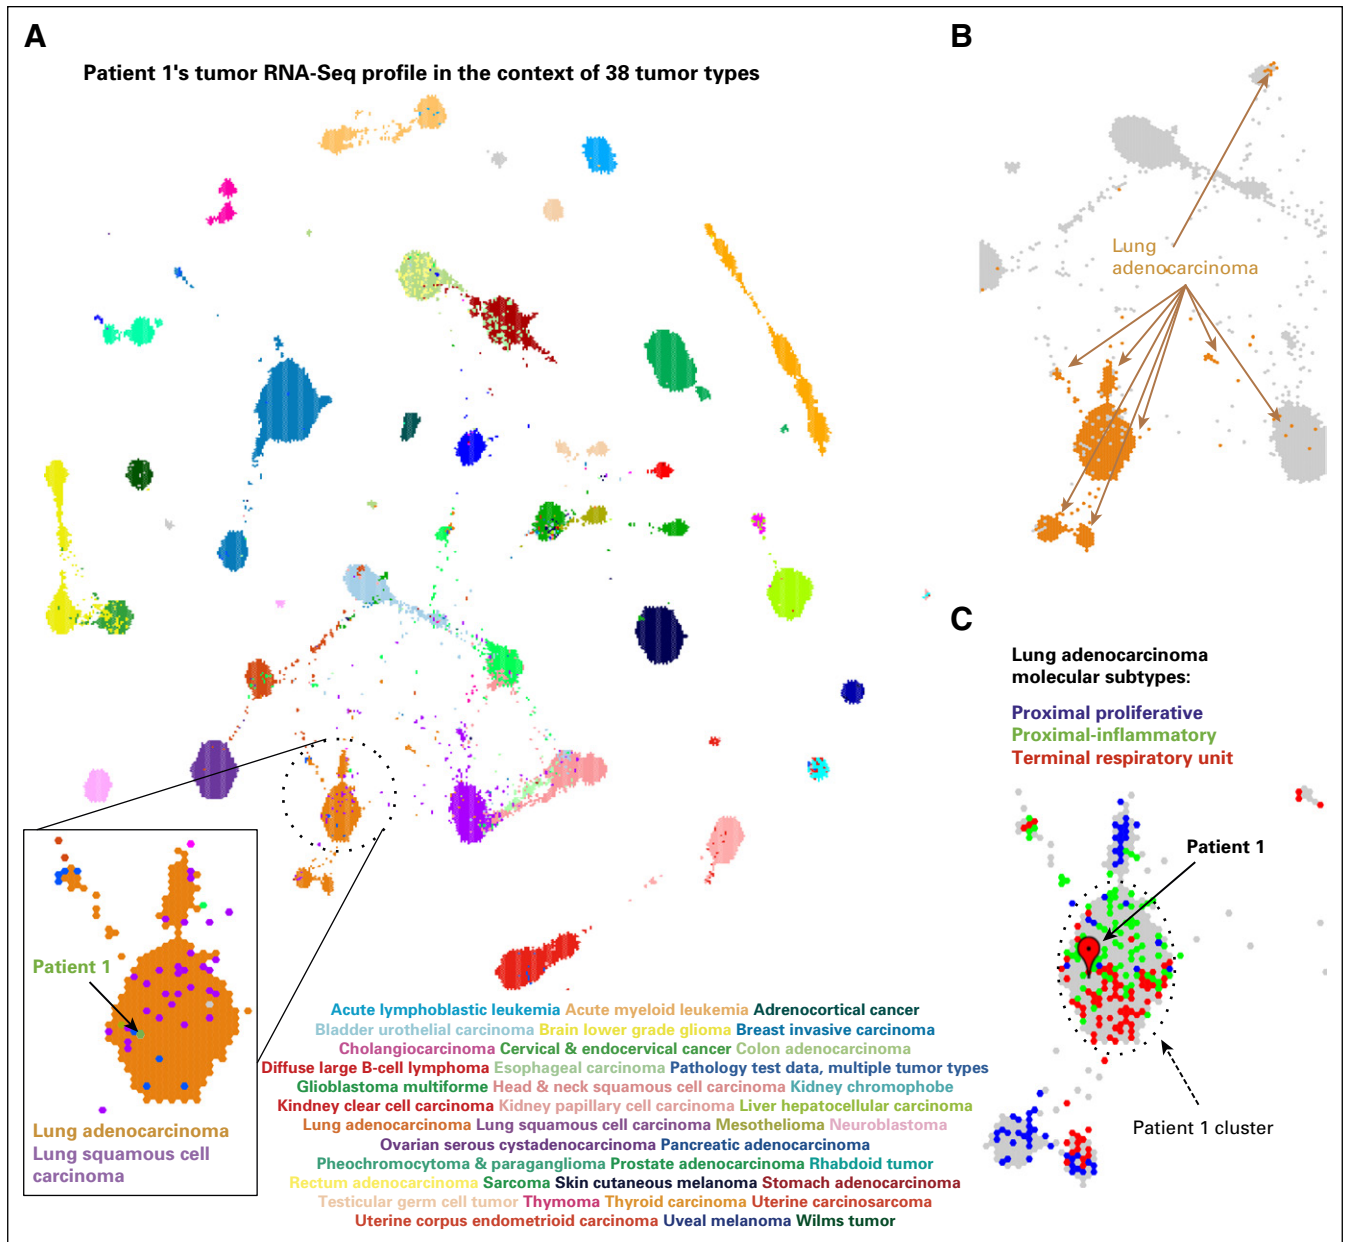 A
Patient 1's tumor RNA-Seq profile in the context of 38 tumor types
Patient 1
Lung adenocarcinoma
Lung squamous cell
carcinoma
Acute lymphoblastic leukemia Acute myeloid leukemia Adrenocortical cancer
Bladder urothelial carcinoma Brain lower grade glioma Breast invasive carcinoma
Cholangiocarcinoma Cervical & endocervical cancer Colon adenocarcinoma
Diffuse large B-cell lymphoma Esophageal carcinoma Pathology test data, multiple tumor types
Glioblastoma multiforme Head & neck squamous cell carcinoma Kidney chromophobe
Kindney clear cell carcinoma Kidney papillary cell carcinoma Liver hepatocellular carcinoma
Lung adenocarcinoma Lung squamous cell carcinoma Mesothelioma Neuroblastoma
Ovarian serous cystadenocarcinoma Pancreatic adenocarcinoma
Pheochromocytoma & paraganglioma Prostate adenocarcinoma Rhabdoid tumor
Rectum adenocarcinoma Sarcoma Skin cutaneous melanoma Stomach adenocarcinoma
Testicular germ cell tumor Thymoma Thyroid carcinoma Uterine carcinosarcoma
Uterine corpus endometrioid carcinoma Uveal melanoma Wilms tumor
B
Lung
adenocarcinoma
C
Lung adenocarcinoma
molecular subtypes:
Proximal proliferative
Proximal-inflammatory
Terminal respiratory unit
Patient 1
Patient 1 cluster